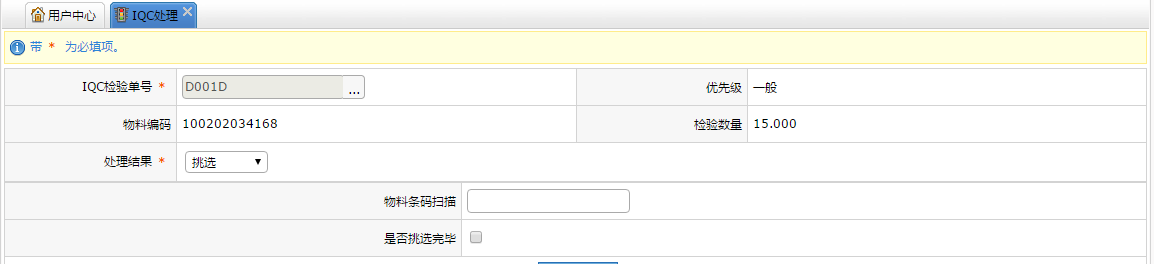 用户中心 IQC处理
带 * 为必填项。
IQC检验单号 * D001D ... 优先级 一般
物料编码 100202034168 检验数量 15.000
处理结果 * 挑选
物料条码扫描
是否挑选完毕